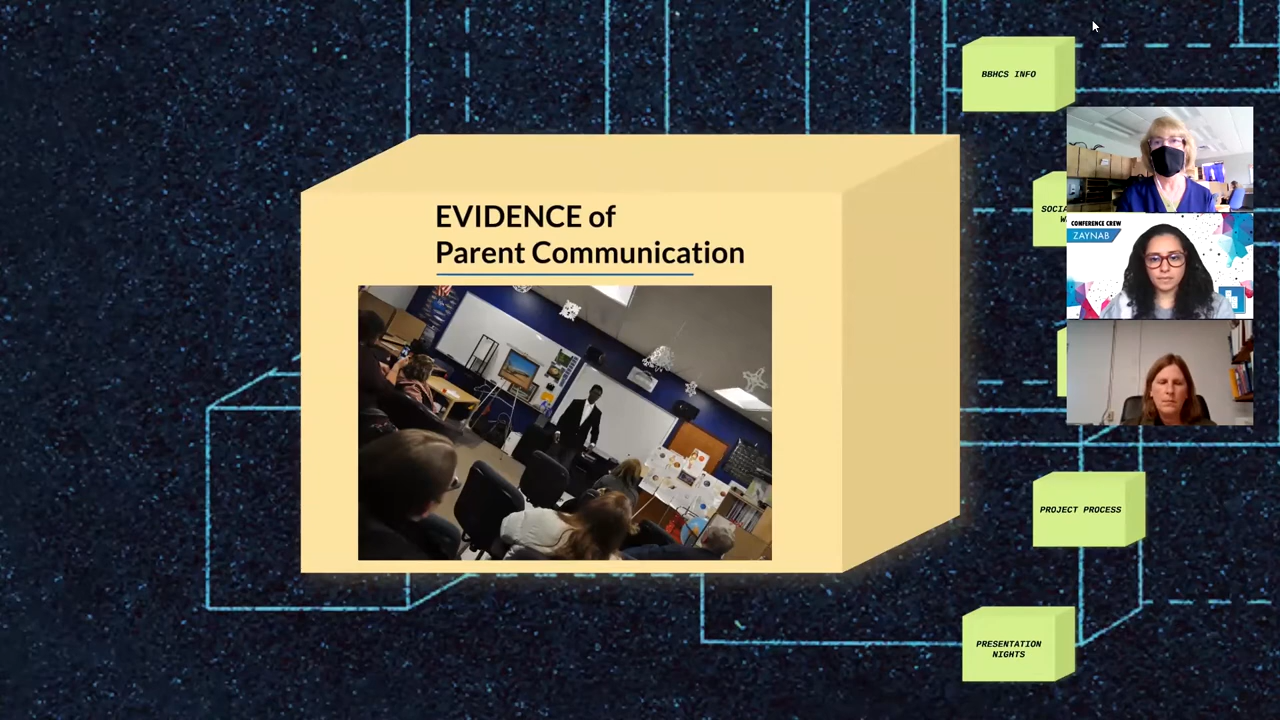 EVIDENCE of
Parent Communication
BBHCS INFO
CONFERENCE CREW
ZAYNAB
PROJECT PROCESS
PRESENTATION
NIGHTS